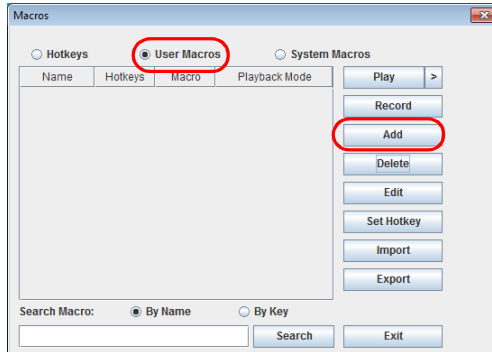 Macros
Hotkeys User Macros System Macros
Name Hotkeys Macro Playback Mode Play >
Record
Add
Delete
Edit
Set Hotkey
Import
Export
Search Macro: By Name By Key
Search Exit